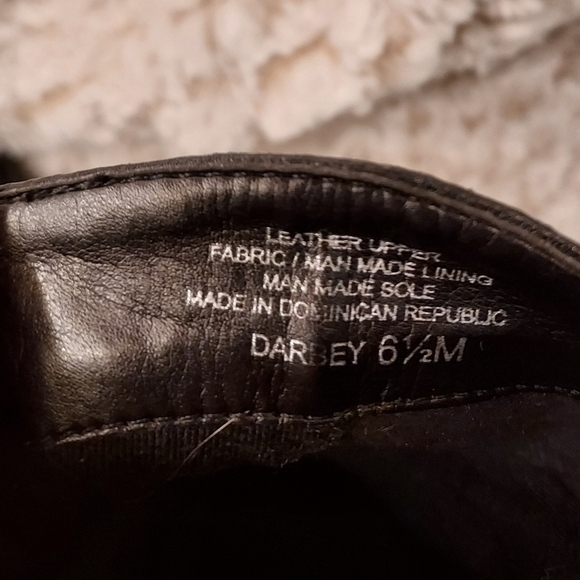 LEATHER UPPER
FABRIC / MAN MADE LINING
MAN MADE SOLE
MADE IN DOMINICAN REPUBLIC
DARBEY 6½M